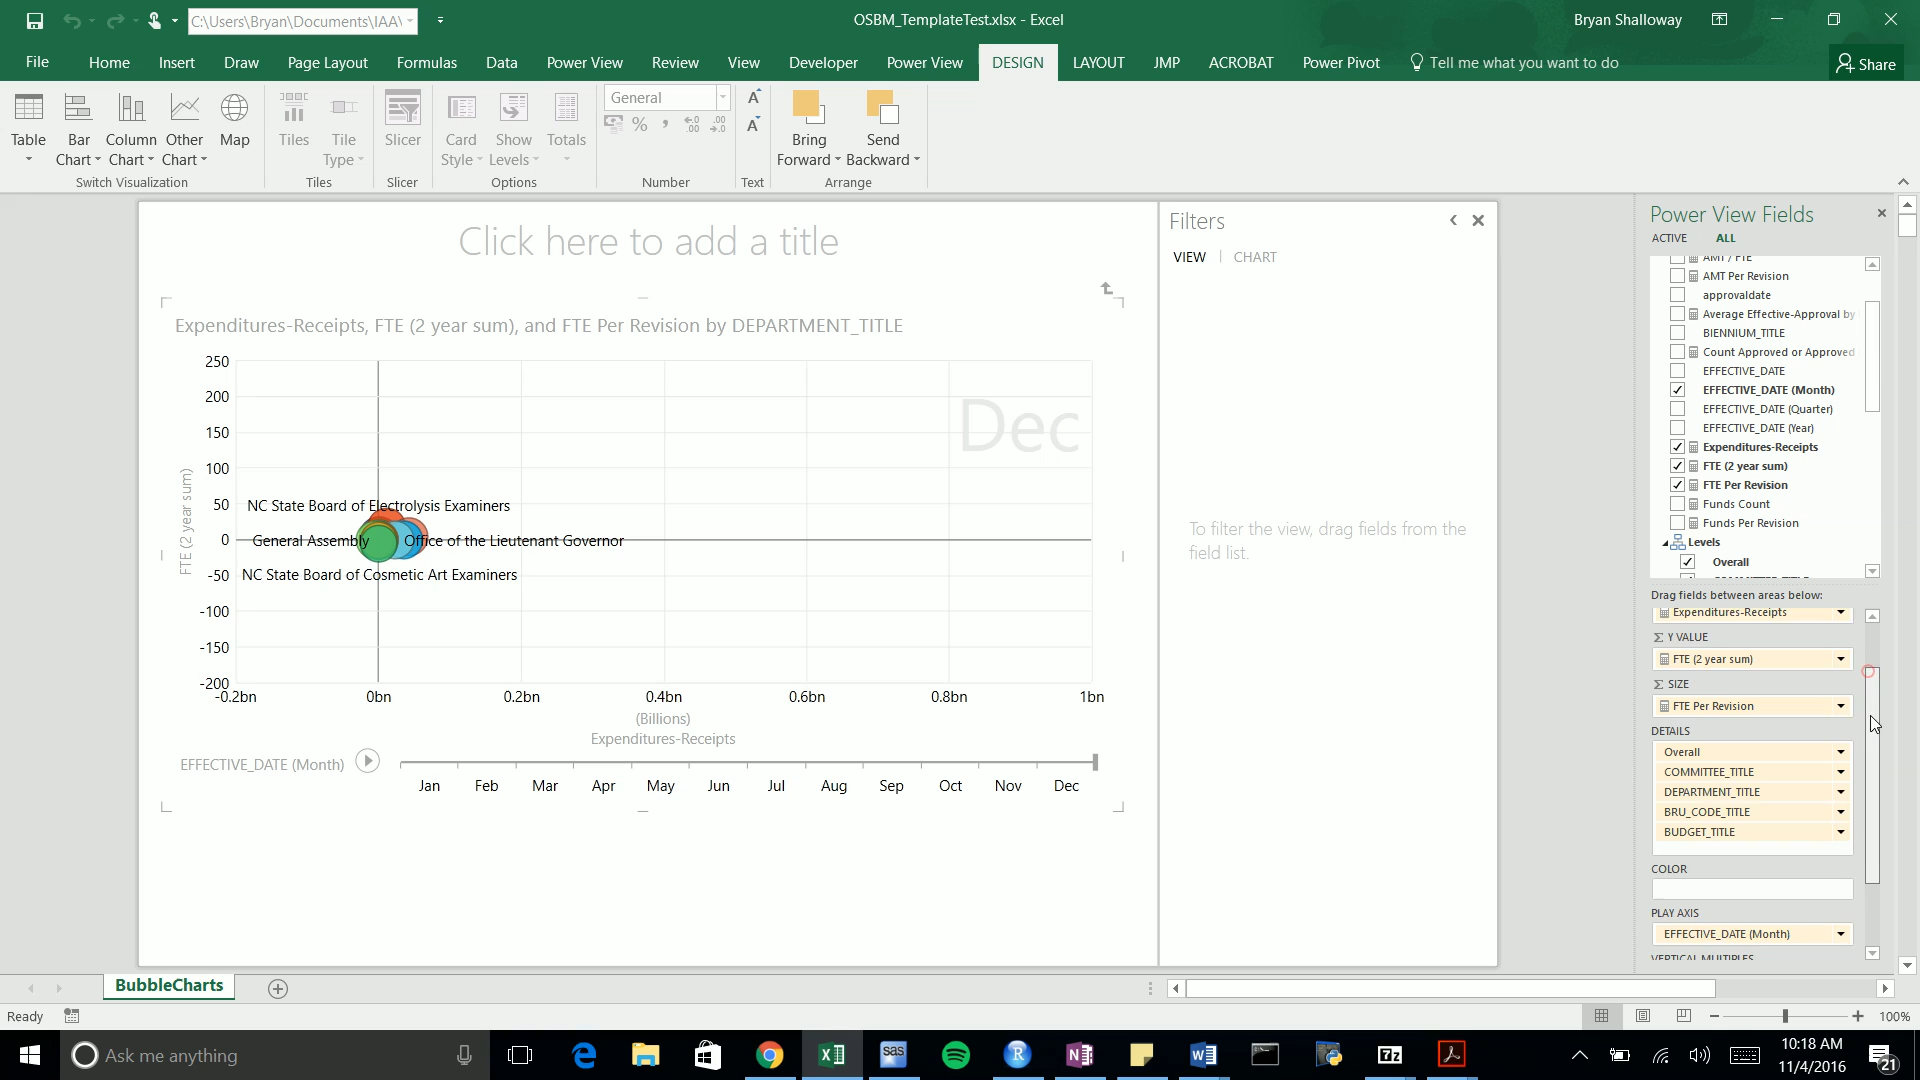 C:\Users\Bryan\Documents\IAA\
OSBM_TemplateTest.xlsx - Excel
Bryan Shalloway
File Home Insert Draw Page Layout Formulas Data Power View Review View Developer Power View DESIGN LAYOUT JMP ACROBAT Power Pivot Tell me what you want to do Share
General
Table Bar Chart Column Chart Other Chart Map Tiles Tile Type Slicer Card Style Show Levels Totals Bring Forward Send Backward
Switch Visualization Tiles Slicer Options Number Text Arrange
Click here to add a title
Expenditures-Receipts, FTE (2 year sum), and FTE Per Revision by DEPARTMENT_TITLE
Dec
250
200
150
100
50
0
-50
-100
-150
-200
FTE (2 year sum)
NC State Board of Electrolysis Examiners
General Assembly
Office of the Lieutenant Governor
NC State Board of Cosmetic Art Examiners
-0.2bn 0bn 0.2bn 0.4bn 0.6bn 0.8bn 1bn
(Billions)
Expenditures-Receipts
EFFECTIVE_DATE (Month)
Jan Feb Mar Apr May Jun Jul Aug Sep Oct Nov Dec
Filters
VIEW | CHART
To filter the view, drag fields from the
field list.
Power View Fields
ACTIVE ALL
AMT / FTE
AMT Per Revision
approvaldate
Average Effective-Approval by
BIENNIUM_TITLE
Count Approved or Approved
EFFECTIVE_DATE
EFFECTIVE_DATE (Month)
EFFECTIVE_DATE (Quarter)
EFFECTIVE_DATE (Year)
Expenditures-Receipts
FTE (2 year sum)
FTE Per Revision
Funds Count
Funds Per Revision
Levels
Overall
Drag fields between areas below:
Expenditures-Receipts
Σ Y VALUE
FTE (2 year sum)
Σ SIZE
FTE Per Revision
DETAILS
Overall
COMMITTEE_TITLE
DEPARTMENT_TITLE
BRU_CODE_TITLE
BUDGET_TITLE
COLOR
PLAY AXIS
EFFECTIVE_DATE (Month)
VERTICAL MULTIPLES
BubbleCharts
Ready
100%
Ask me anything
10:18 AM
11/4/2016
21